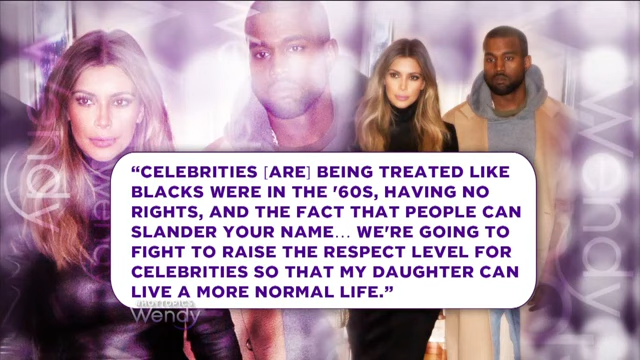 “CELEBRITIES [ARE] BEING TREATED LIKE
BLACKS WERE IN THE '60S, HAVING NO
RIGHTS, AND THE FACT THAT PEOPLE CAN
SLANDER YOUR NAME... WE'RE GOING TO
FIGHT TO RAISE THE RESPECT LEVEL FOR
CELEBRITIES SO THAT MY DAUGHTER CAN
LIVE A MORE NORMAL LIFE.”
#HOTTOPICS
Wendy
Wendy